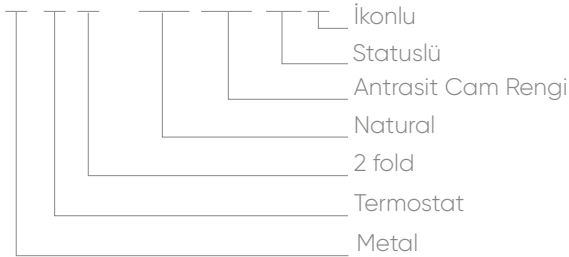 İkonlu
Statuslü
Antrasit Cam Rengi
Natural
2 fold
Termostat
Metal